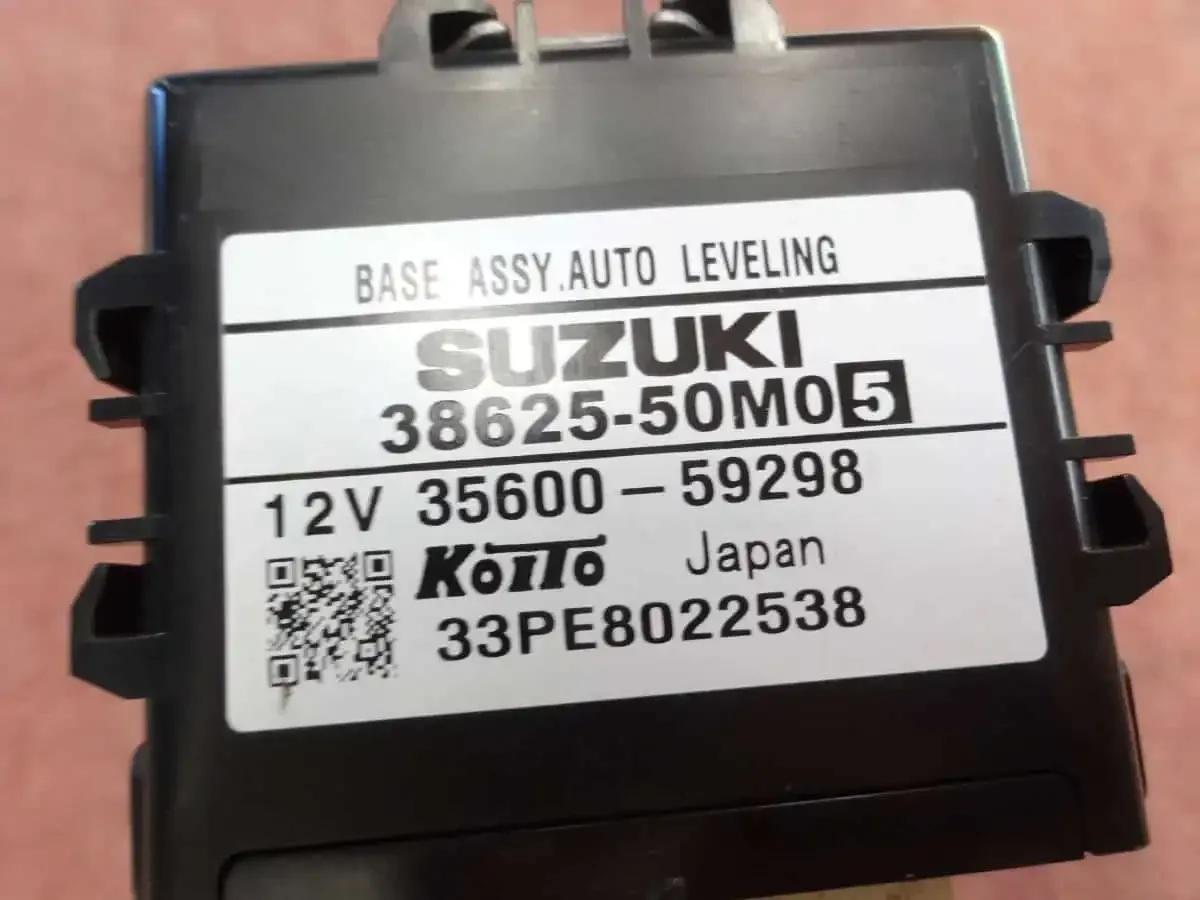 BASE ASSY.AUTO LEVELING
SUZUKI
38625-50M05
12V 35600-59298
KOITO Japan
33PE8022538